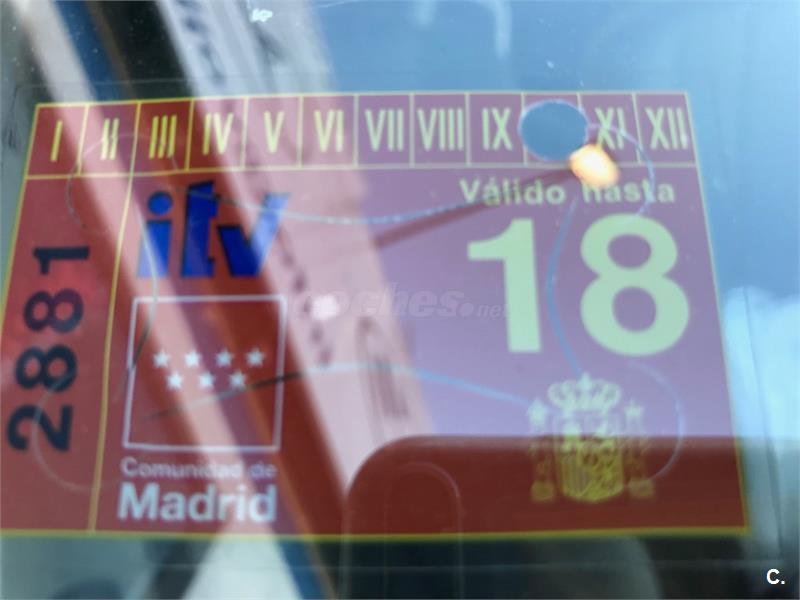 I II III IV V VI VII VIII IX XI XII
itv
Válido hasta
18
2881
coches.net
Comunidad de
Madrid
C.